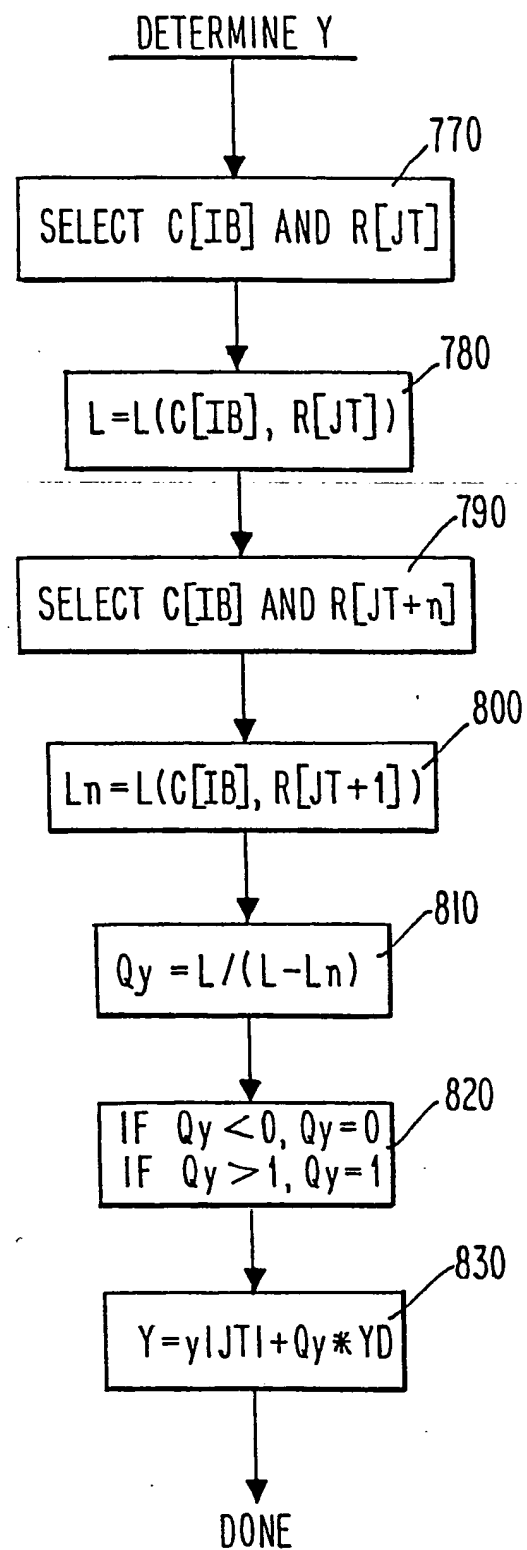 DETERMINE Y
770
SELECT C[IB] AND R[JT]
780
L=L(C[IB], R[JT])
790
SELECT C[IB] AND R[JT+n]
800
Ln=L(C[IB], R[JT+1])
810
Qy=L/(L-Ln)
820
IF Qy<0, Qy=0
IF Qy>1, Qy=1
830
Y=y|JT|+Qy*YD
DONE